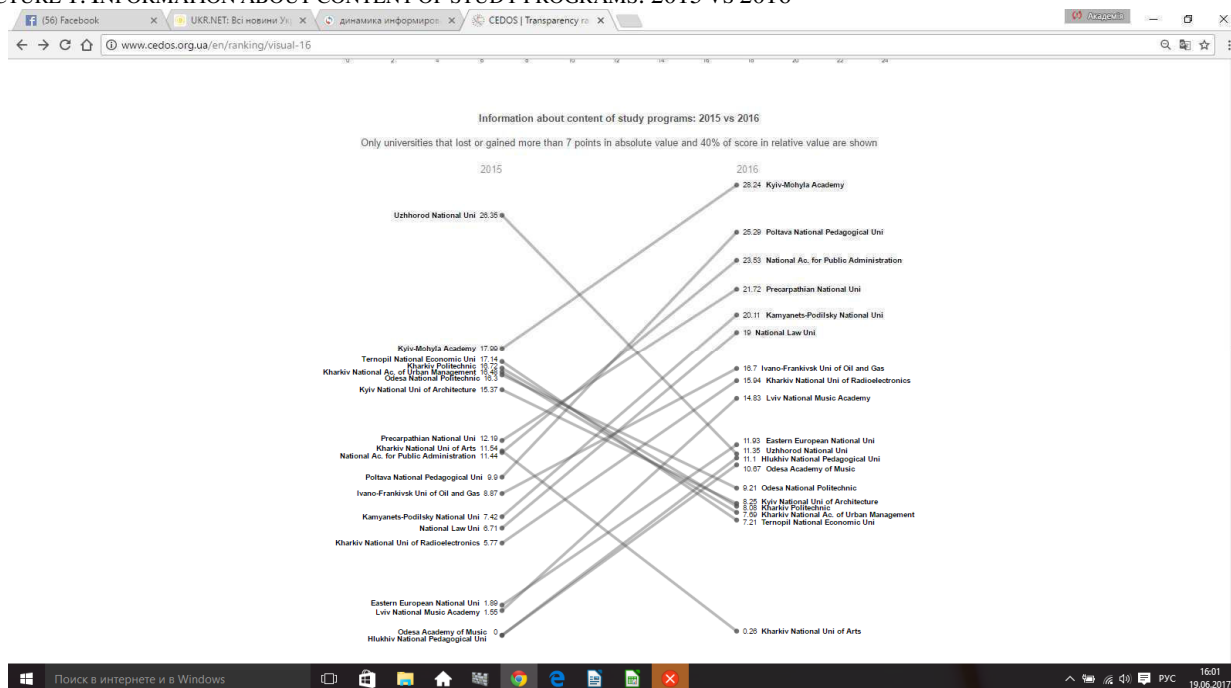 (56) Facebook
UKR.NET: Всі новини Ук
динамика информиров
CEDOS | Transparency ra
Академія
www.cedos.org.ua/en/ranking/visual-16
Information about content of study programs: 2015 vs 2016
Only universities that lost or gained more than 7 points in absolute value and 40% of score in relative value are shown
2015
2016
28.24 Kyiv-Mohyla Academy
Uzhhorod National Uni 26.35
25.29 Poltava National Pedagogical Uni
23.53 National Ac. for Public Administration
21.72 Precarpathian National Uni
20.11 Kamyanets-Podilsky National Uni
19 National Law Uni
Kyiv-Mohyla Academy 17.99
Ternopil National Economic Uni 17.14
Kharkiv Politechnic 16.72
Kharkiv National Ac. of Urban Management 16.48
Odesa National Politechnic 16.3
16.7 Ivano-Frankivsk Uni of Oil and Gas
15.94 Kharkiv National Uni of Radioelectronics
Kyiv National Uni of Architecture 15.37
14.83 Lviv National Music Academy
Precarpathian National Uni 12.19
11.93 Eastern European National Uni
Kharkiv National Uni of Arts 11.54
11.35 Uzhhorod National Uni
National Ac. for Public Administration 11.44
11.1 Hlukhiv National Pedagogical Uni
10.67 Odesa Academy of Music
Poltava National Pedagogical Uni 9.9
9.21 Odesa National Politechnic
Ivano-Frankivsk Uni of Oil and Gas 8.87
8.25 Kyiv National Uni of Architecture
8.08 Kharkiv Politechnic
7.69 Kharkiv National Ac. of Urban Management
7.21 Ternopil National Economic Uni
Kamyanets-Podilsky National Uni 7.42
National Law Uni 6.71
Kharkiv National Uni of Radioelectronics 5.77
Eastern European National Uni 1.89
Lviv National Music Academy 1.55
Odesa Academy of Music 0
Hlukhiv National Pedagogical Uni
0.26 Kharkiv National Uni of Arts
Поиск в интернете и в Windows
РУС
16:01
19.06.2017